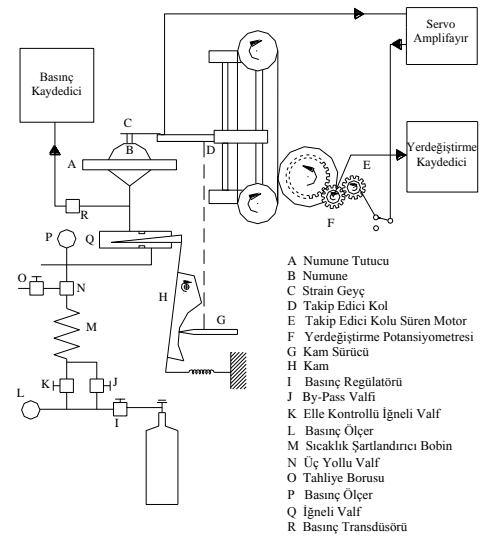 Servo
Amplifayır
Basınç
Kaydedici
C
B
D
A
Yerdeğiştirme
Kaydedici
E
R
F
P
Q
O
N
H
G
M
K
J
L
I
A Numune Tutucu
B Numune
C Strain Geyç
D Takip Edici Kol
E Takip Edici Kolu Süren Motor
F Yerdeğiştirme Potansiyometresi
G Kam Sürücü
H Kam
I Basınç Regülatörü
J By-Pass Valfi
K Elle Kontrollü İğneli Valf
L Basınç Ölçer
M Sıcaklık Şartlandırıcı Bobin
N Üç Yollu Valf
O Tahliye Borusu
P Basınç Ölçer
Q İğneli Valf
R Basınç Transdüsörü